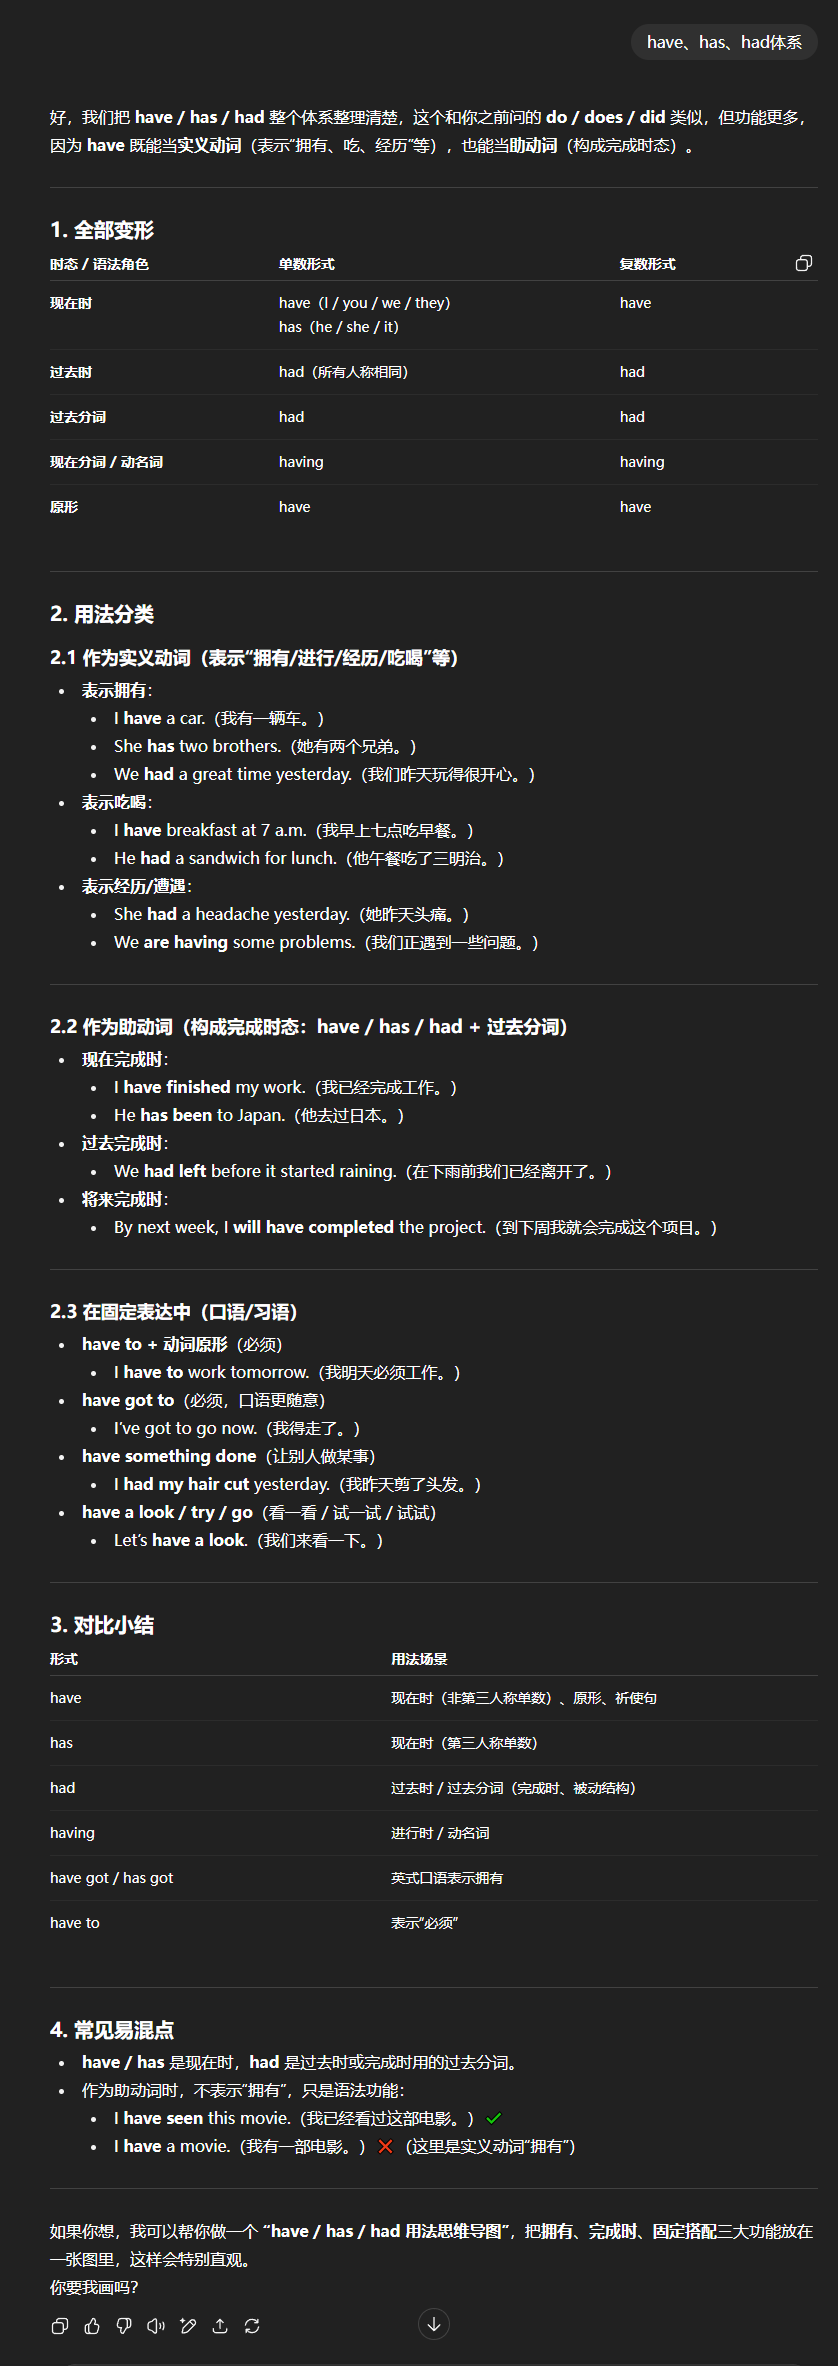 have、has、had体系
好，我们把 have / has / had 整个体系整理清楚，这个和你之前问的 do / does / did 类似，但功能更多，
因为 have 既能当实义动词（表示“拥有、吃、经历”等），也能当助动词（构成完成时态）。
1. 全部变形
时态 / 语法角色 单数形式 复数形式
现在时 have（I / you / we / they） have
has（he / she / it）
过去时 had（所有人称相同） had
过去分词 had had
现在分词 / 动名词 having having
原形 have have
2. 用法分类
2.1 作为实义动词（表示“拥有/进行/经历/吃喝”等）
• 表示拥有：
• I have a car.（我有一辆车。）
• She has two brothers.（她有两个兄弟。）
• We had a great time yesterday.（我们昨天玩得很开心。）
• 表示吃喝：
• I have breakfast at 7 a.m.（我早上七点吃早餐。）
• He had a sandwich for lunch.（他午餐吃了三明治。）
• 表示经历/遭遇：
• She had a headache yesterday.（她昨天头痛。）
• We are having some problems.（我们正遇到一些问题。）
2.2 作为助动词（构成完成时态：have / has / had + 过去分词）
• 现在完成时：
• I have finished my work.（我已经完成工作。）
• He has been to Japan.（他去过日本。）
• 过去完成时：
• We had left before it started raining.（在下雨前我们已经离开了。）
• 将来完成时：
• By next week, I will have completed the project.（到下周我就会完成这个项目。）
2.3 在固定表达中（口语/习语）
• have to + 动词原形（必须）
• I have to work tomorrow.（我明天必须工作。）
• have got to（必须，口语更随意）
• I’ve got to go now.（我得走了。）
• have something done（让别人做某事）
• I had my hair cut yesterday.（我昨天剪了头发。）
• have a look / try / go（看一看 / 试一试 / 试试）
• Let’s have a look.（我们来看一下。）
3. 对比小结
形式 用法场景
have 现在时（非第三人称单数）、原形、祈使句
has 现在时（第三人称单数）
had 过去时 / 过去分词（完成时、被动结构）
having 进行时 / 动名词
have got / has got 英式口语表示拥有
have to 表示“必须”
4. 常见易混点
• have / has 是现在时，had 是过去时或完成时用的过去分词。
• 作为助动词时，不表示“拥有”，只是语法功能：
• I have seen this movie.（我已经看过这部电影。）✓
• I have a movie.（我有一部电影。）❌（这里是实义动词“拥有”）
如果你想，我可以帮你做一个 “have / has / had 用法思维导图”，把拥有、完成时、固定搭配三大功能放在
一张图里，这样会特别直观。
你要我画吗？